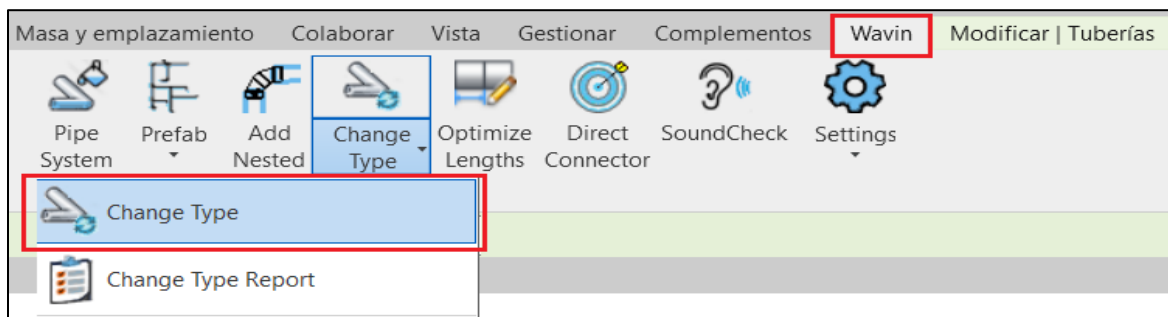 Masa y emplazamiento Colaborar Vista Gestionar Complementos Wavin Modificar | Tuberías
Pipe Prefab Add Change Optimize Direct SoundCheck Settings
System Nested Type Lengths Connector
Change Type
Change Type Report